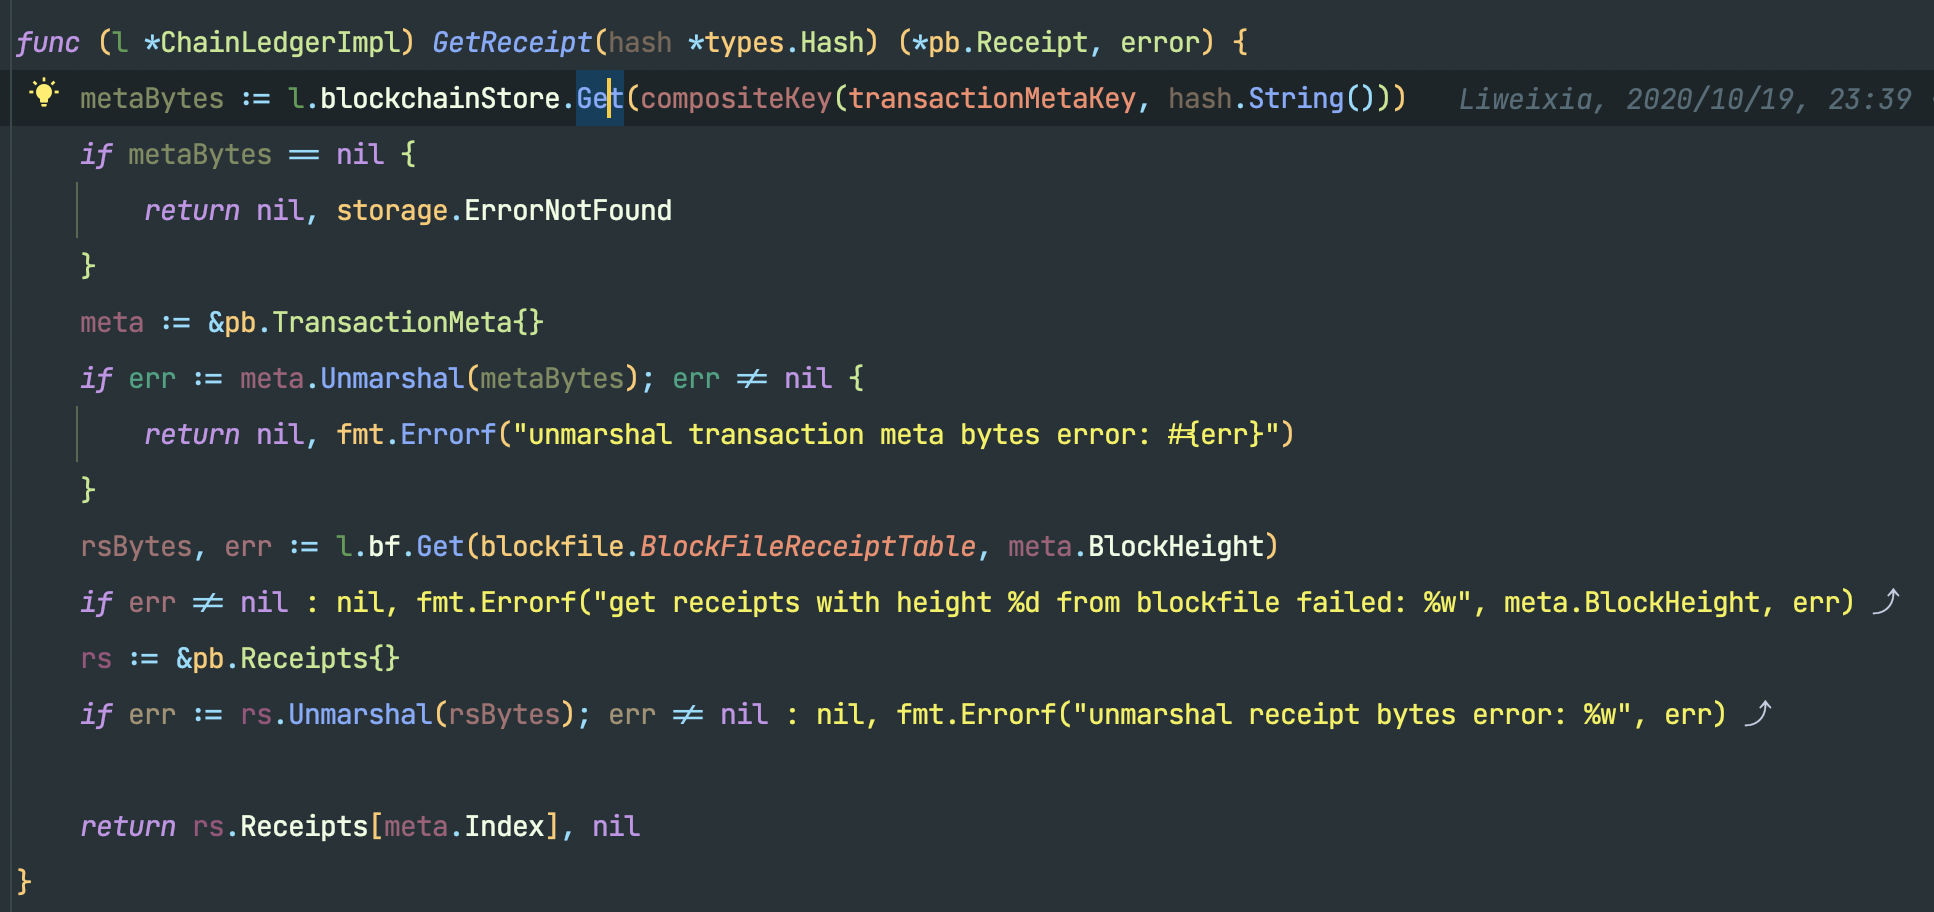 func (l *ChainLedgerImpl) GetReceipt(hash *types.Hash) (*pb.Receipt, error) {
metaBytes := l.blockchainStore.Get(compositeKey(transactionMetaKey, hash.String())) Liweixia, 2020/10/19, 23:39
if metaBytes == nil {
return nil, storage.ErrorNotFound
}
meta := &pb.TransactionMeta{}
if err := meta.Unmarshal(metaBytes); err != nil {
return nil, fmt.Errorf("unmarshal transaction meta bytes error: #{err}")
}
rsBytes, err := l.bf.Get(blockfile.BlockFileReceiptTable, meta.BlockHeight)
if err != nil : nil, fmt.Errorf("get receipts with height %d from blockfile failed: %w", meta.BlockHeight, err)
rs := &pb.Receipts{}
if err := rs.Unmarshal(rsBytes); err != nil : nil, fmt.Errorf("unmarshal receipt bytes error: %w", err)
return rs.Receipts[meta.Index], nil
}